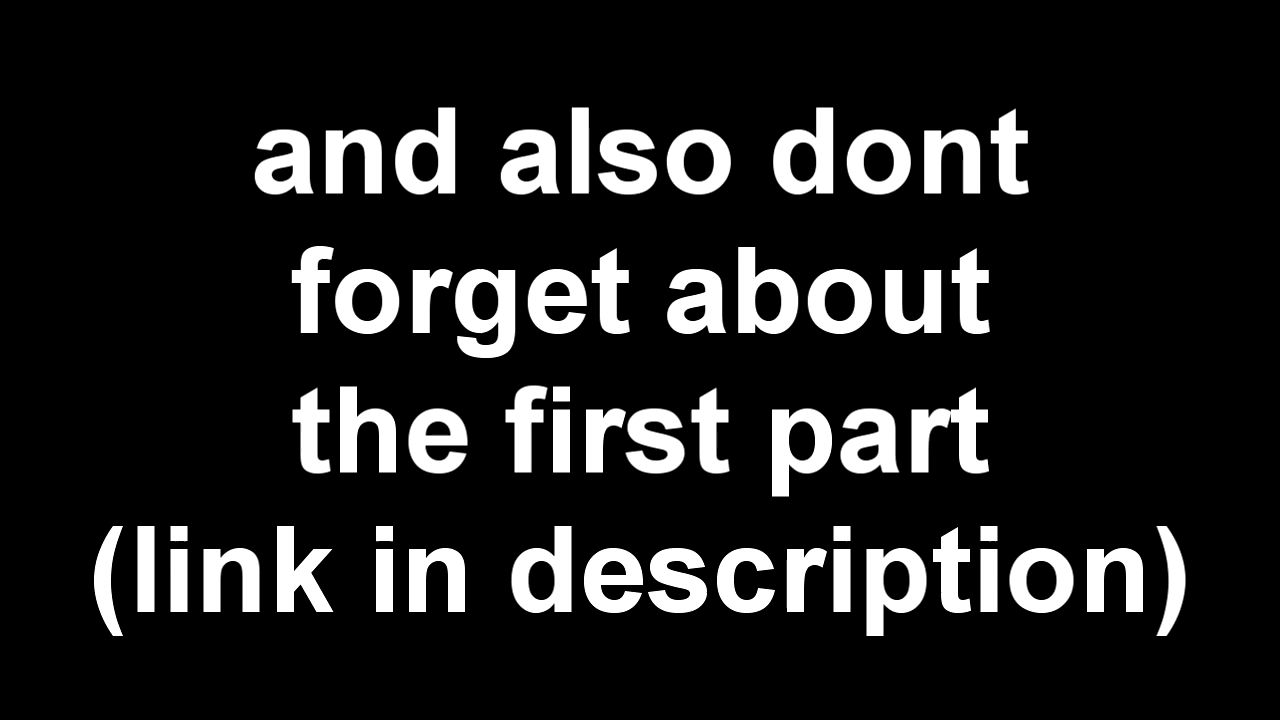 and also dont
forget about
the first part
(link in description)